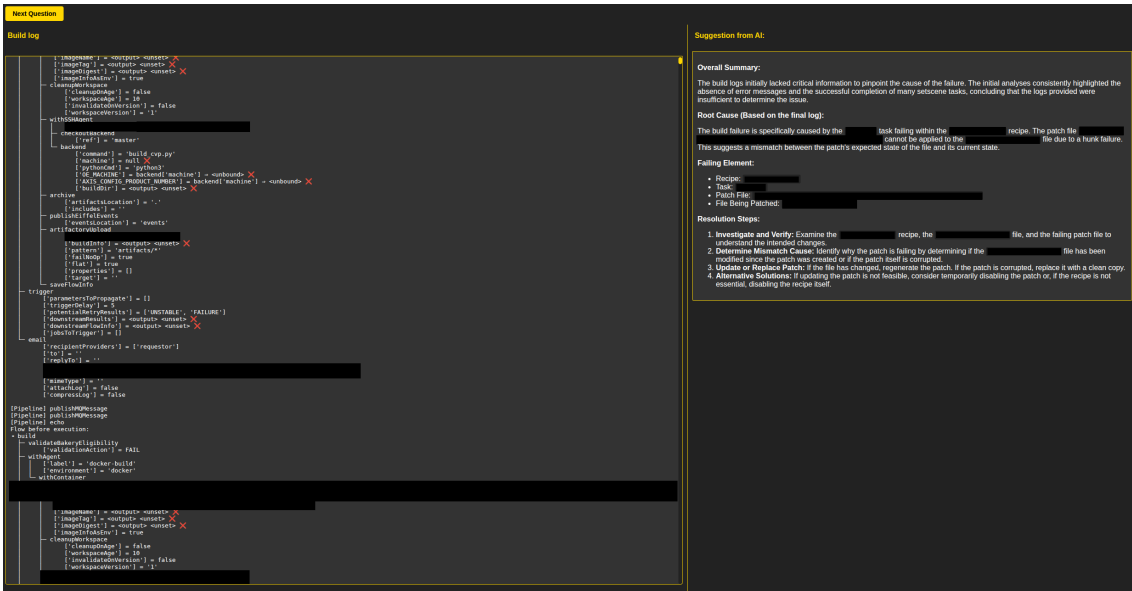 Next Question
Build log
['imageName'] = <output> <unset> ❌
['imageTag'] = <output> <unset> ❌
['imageDigest'] = <output> <unset> ❌
['imageInfoAsEnv'] = true
cleanupWorkspace
['cleanupOnAge'] = false
['workspaceAge'] = 10
['invalidateOnVersion'] = false
['workspaceVersion'] = '1'
withSSHAgent
checkoutBackend
['ref'] = 'master'
backend
['command'] = 'build_cvp.py'
['machine'] = null ❌
['pythonCmd'] = 'python3'
['OE_MACHINE'] = backend['machine'] → <unbound> ❌
['AXIS_CONFIG_PRODUCT_NUMBER'] = backend['machine'] → <unbound> ❌
['buildDir'] = <output> <unset> ❌
archive
['artifactsLocation'] = '.'
['includes'] = ''
publishEiffelEvents
['eventsLocation'] = 'events'
artifactoryUpload
['buildInfo'] = <output> <unset> ❌
['pattern'] = 'artifacts/*'
['failNoOp'] = true
['flat'] = true
['properties'] = []
['target'] = ''
saveFlowInfo
trigger
['parametersToPropagate'] = []
['triggerDelay'] = 5
['potentialRetryResults'] = ['UNSTABLE', 'FAILURE']
['downstreamResults'] = <output> <unset> ❌
['downstreamFlowInfo'] = <output> <unset> ❌
['jobsToTrigger'] = []
email
['recipientProviders'] = ['requestor']
['to'] = ''
['replyTo'] = ''
['mimeType'] = ''
['attachLog'] = false
['compressLog'] = false
[Pipeline] publishMQMessage
[Pipeline] publishMQMessage
[Pipeline] echo
Flow before execution:
• build
validateBakeryEligibility
['validationAction'] = FAIL
withAgent
['label'] = 'docker-build'
['environment'] = 'docker'
withContainer
['imageName'] = <output> <unset> ❌
['imageTag'] = <output> <unset> ❌
['imageDigest'] = <output> <unset> ❌
['imageInfoAsEnv'] = true
cleanupWorkspace
['cleanupOnAge'] = false
['workspaceAge'] = 10
['invalidateOnVersion'] = false
['workspaceVersion'] = '1'
Suggestion from AI:
Overall Summary:
The build logs initially lacked critical information to pinpoint the cause of the failure. The initial analyses consistently highlighted the
absence of error messages and the successful completion of many setscene tasks, concluding that the logs provided were
insufficient to determine the issue.
Root Cause (Based on the final log):
The build failure is specifically caused by the task failing within the recipe. The patch file
cannot be applied to the file due to a hunk failure.
This suggests a mismatch between the patch's expected state of the file and its current state.
Failing Element:
• Recipe:
• Task:
• Patch File:
• File Being Patched:
Resolution Steps:
1. Investigate and Verify: Examine the recipe, the file, and the failing patch file to
understand the intended changes.
2. Determine Mismatch Cause: Identify why the patch is failing by determining if the file has been
modified since the patch was created or if the patch itself is corrupted.
3. Update or Replace Patch: If the file has changed, regenerate the patch. If the patch is corrupted, replace it with a clean copy.
4. Alternative Solutions: If updating the patch is not feasible, consider temporarily disabling the patch or, if the recipe is not
essential, disabling the recipe itself.